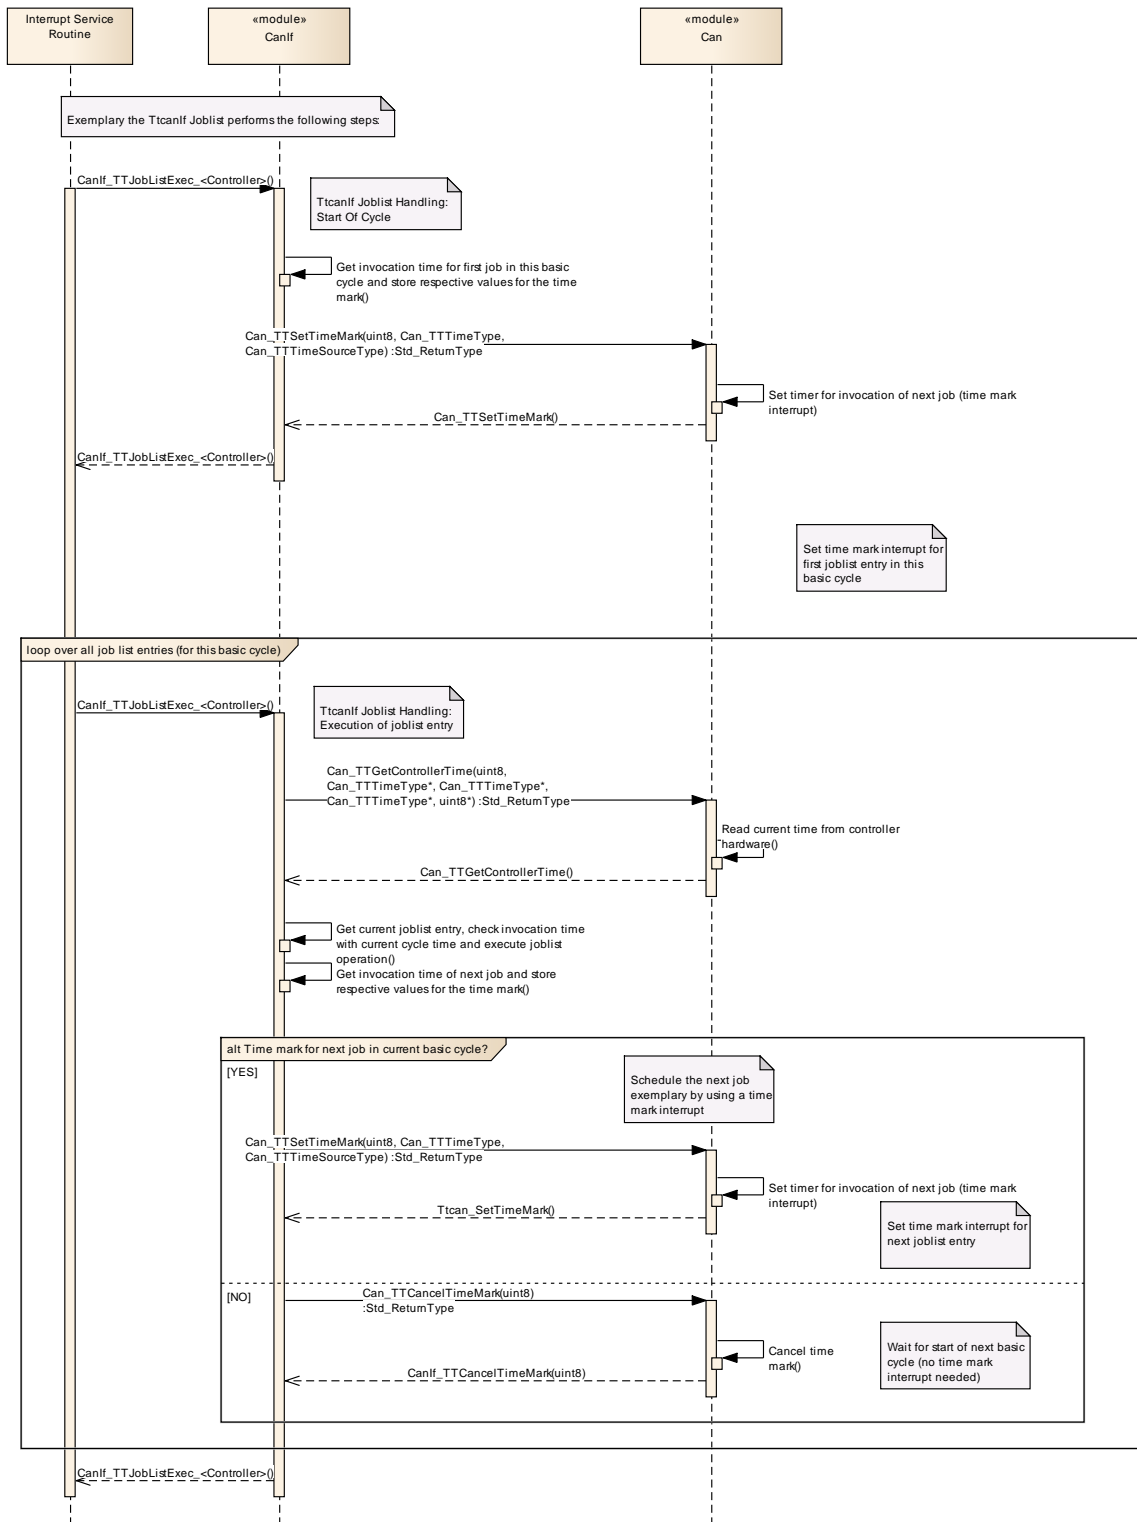 Interrupt Service
Routine
«module»
CanIf
«module»
Can
Exemplary the TtcanIf Joblist performs the following steps:
CanIf_TTJobListExec_<Controller>()
TtcanIf Joblist Handling:
Start Of Cycle
Get invocation time for first job in this basic
cycle and store respective values for the time
mark()
Can_TTSetTimeMark(uint8, Can_TTTimeType,
Can_TTTimeSourceType) :Std_ReturnType
Set timer for invocation of next job (time mark
interrupt)
Can_TTSetTimeMark()
CanIf_TTJobListExec_<Controller>()
Set time mark interrupt for
first joblist entry in this
basic cycle
loop over all job list entries (for this basic cycle)
CanIf_TTJobListExec_<Controller>()
TtcanIf Joblist Handling:
Execution of joblist entry
Can_TTGetControllerTime(uint8,
Can_TTTimeType*, Can_TTTimeType*,
Can_TTTimeType*, uint8*) :Std_ReturnType
Read current time from controller
hardware()
Can_TTGetControllerTime()
Get current joblist entry, check invocation time
with current cycle time and execute joblist
operation()
Get invocation time of next job and store
respective values for the time mark()
alt Time mark for next job in current basic cycle?
[YES]
Schedule the next job
exemplary by using a time
mark interrupt
Can_TTSetTimeMark(uint8, Can_TTTimeType,
Can_TTTimeSourceType) :Std_ReturnType
Set timer for invocation of next job (time mark
interrupt)
Ttcan_SetTimeMark()
Set time mark interrupt for
next joblist entry
[NO]
Can_TTCancelTimeMark(uint8)
:Std_ReturnType
Cancel time
mark()
Wait for start of next basic
cycle (no time mark
interrupt needed)
CanIf_TTCancelTimeMark(uint8)
CanIf_TTJobListExec_<Controller>()